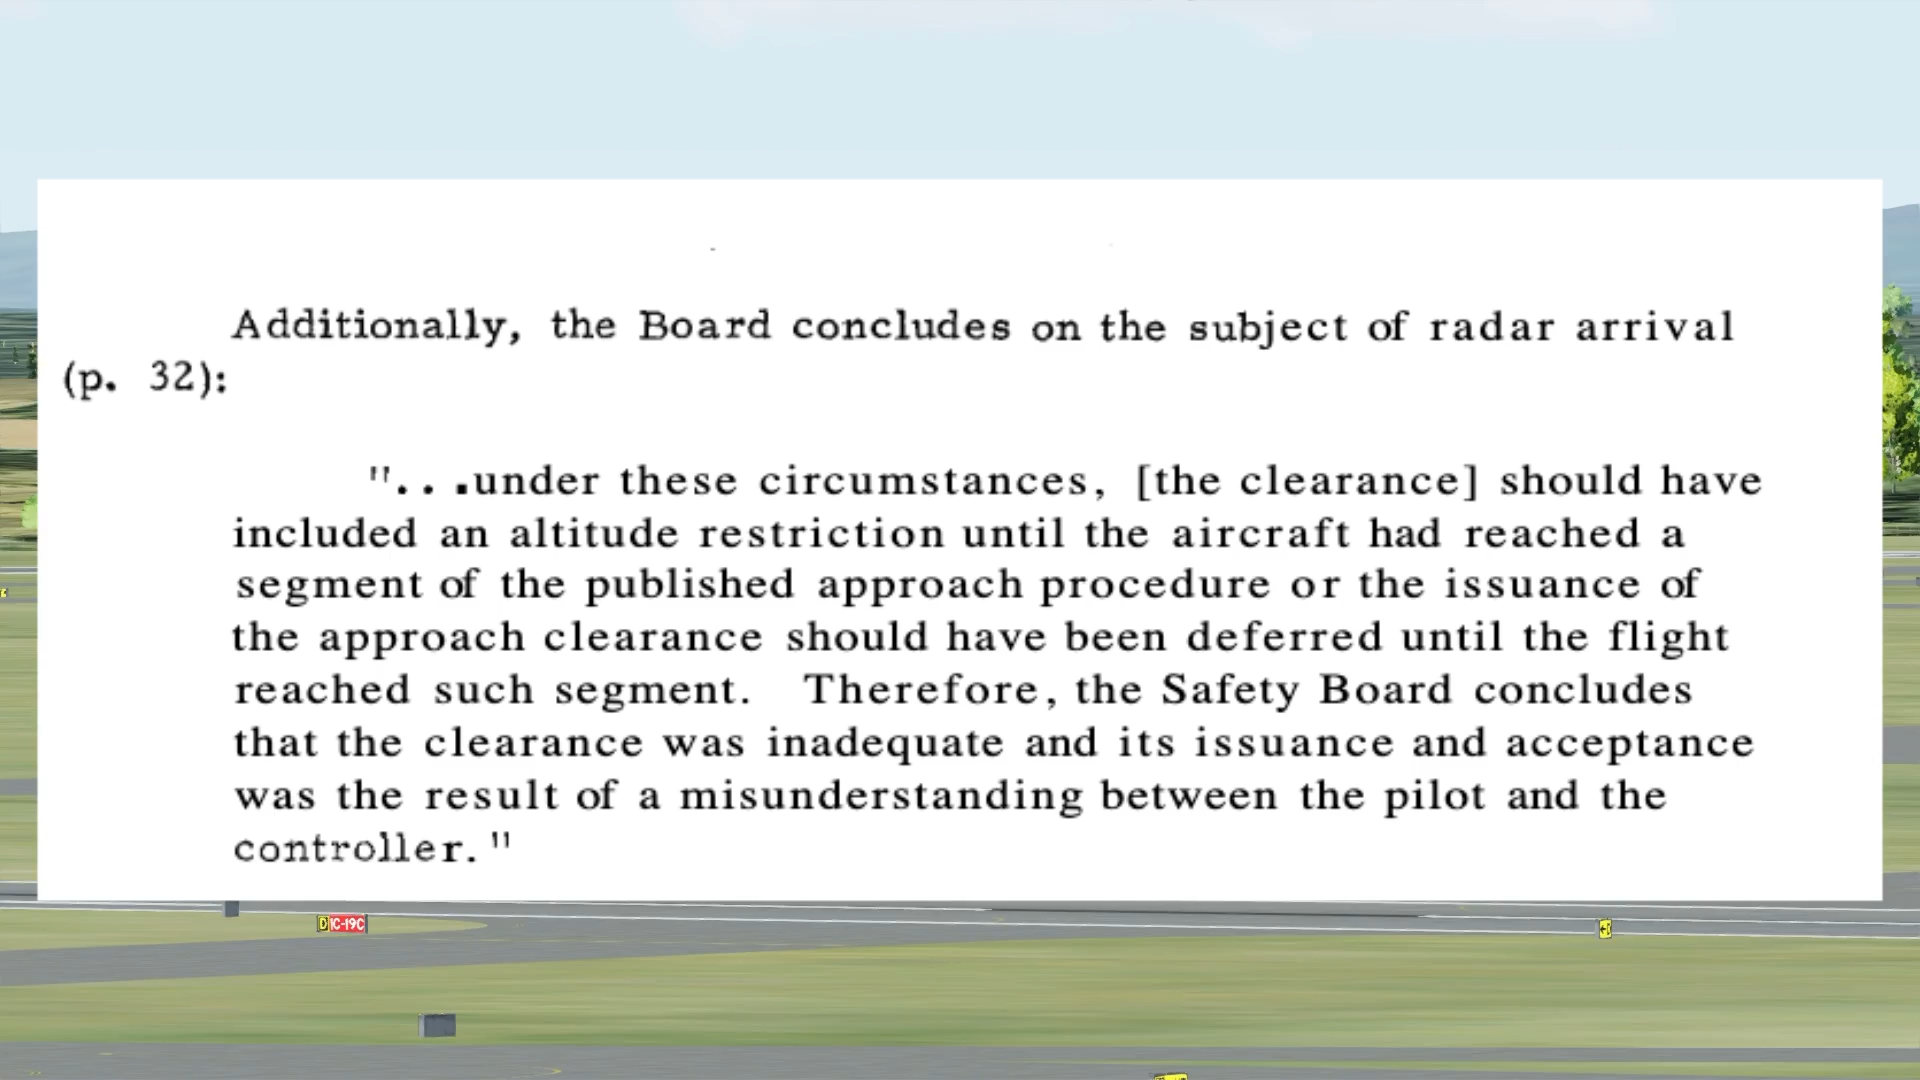 Additionally, the Board concludes on the subject of radar arrival
(p. 32):
"...under these circumstances, [the clearance] should have
included an altitude restriction until the aircraft had reached a
segment of the published approach procedure or the issuance of
the approach clearance should have been deferred until the flight
reached such segment. Therefore, the Safety Board concludes
that the clearance was inadequate and its issuance and acceptance
was the result of a misunderstanding between the pilot and the
controller."
D 1C-19C